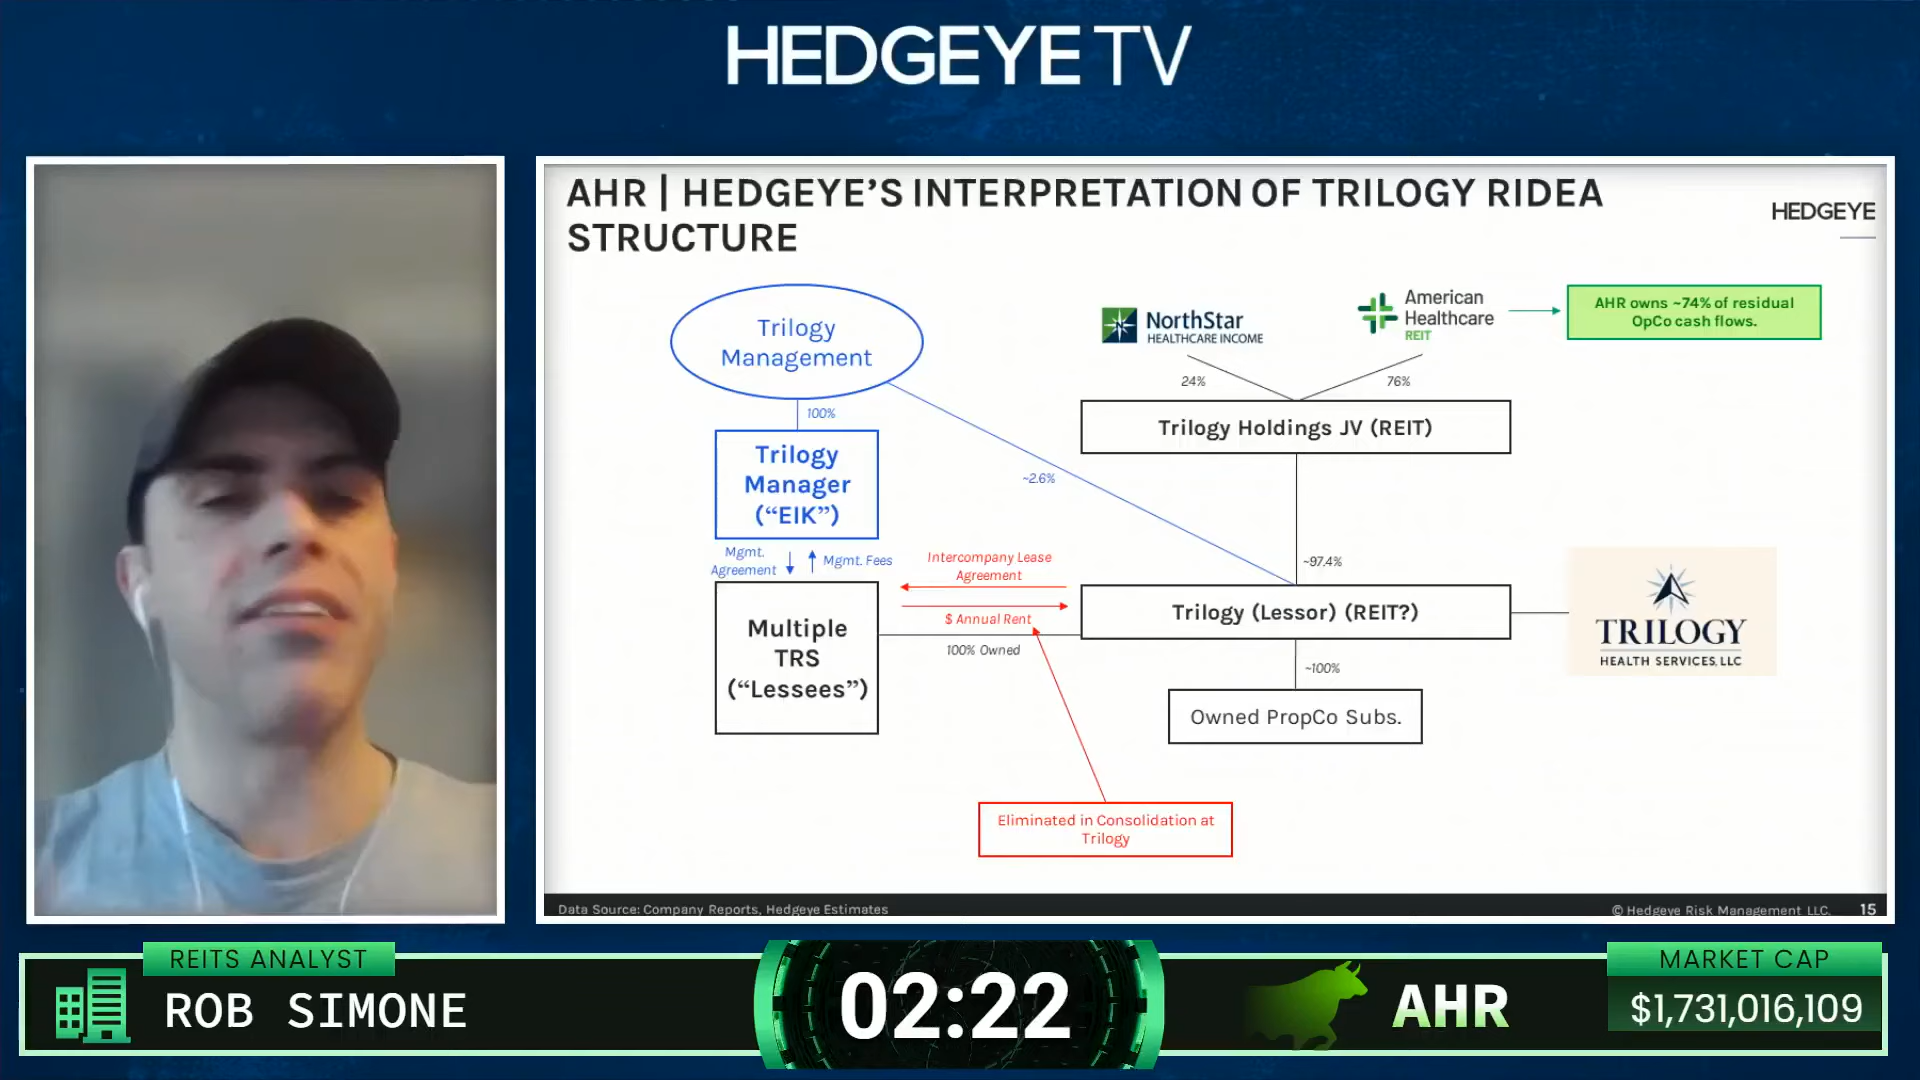 HEDGEYE TV
AHR | HEDGEYE’S INTERPRETATION OF TRILOGY RIDEA
STRUCTURE
HEDGEYE
Trilogy
Management
NorthStar
HEALTHCARE INCOME
American
Healthcare
REIT
AHR owns ~74% of residual
OpCo cash flows.
24%
76%
100%
Trilogy Holdings JV (REIT)
Trilogy
Manager
(“EIK”)
~2.6%
Mgmt.
Agreement
Mgmt. Fees
Intercompany Lease
Agreement
~97.4%
Multiple
TRS
(“Lessees”)
$ Annual Rent
100% Owned
Trilogy (Lessor) (REIT?)
TRILOGY
HEALTH SERVICES, LLC
~100%
Owned PropCo Subs.
Eliminated in Consolidation at
Trilogy
Data Source: Company Reports, Hedgeye Estimates
© Hedgeye Risk Management LLC.
15
REITS ANALYST
ROB SIMONE
02:22
AHR
MARKET CAP
$1,731,016,109